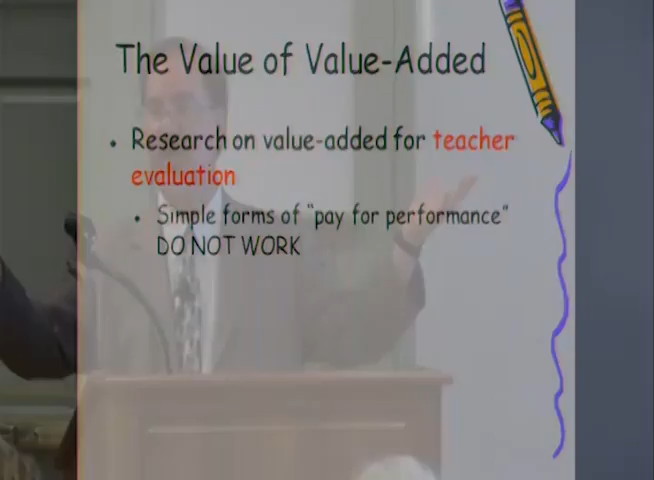 The Value of Value-Added
• Research on value-added for teacher
evaluation
• Simple forms of "pay for performance"
DO NOT WORK